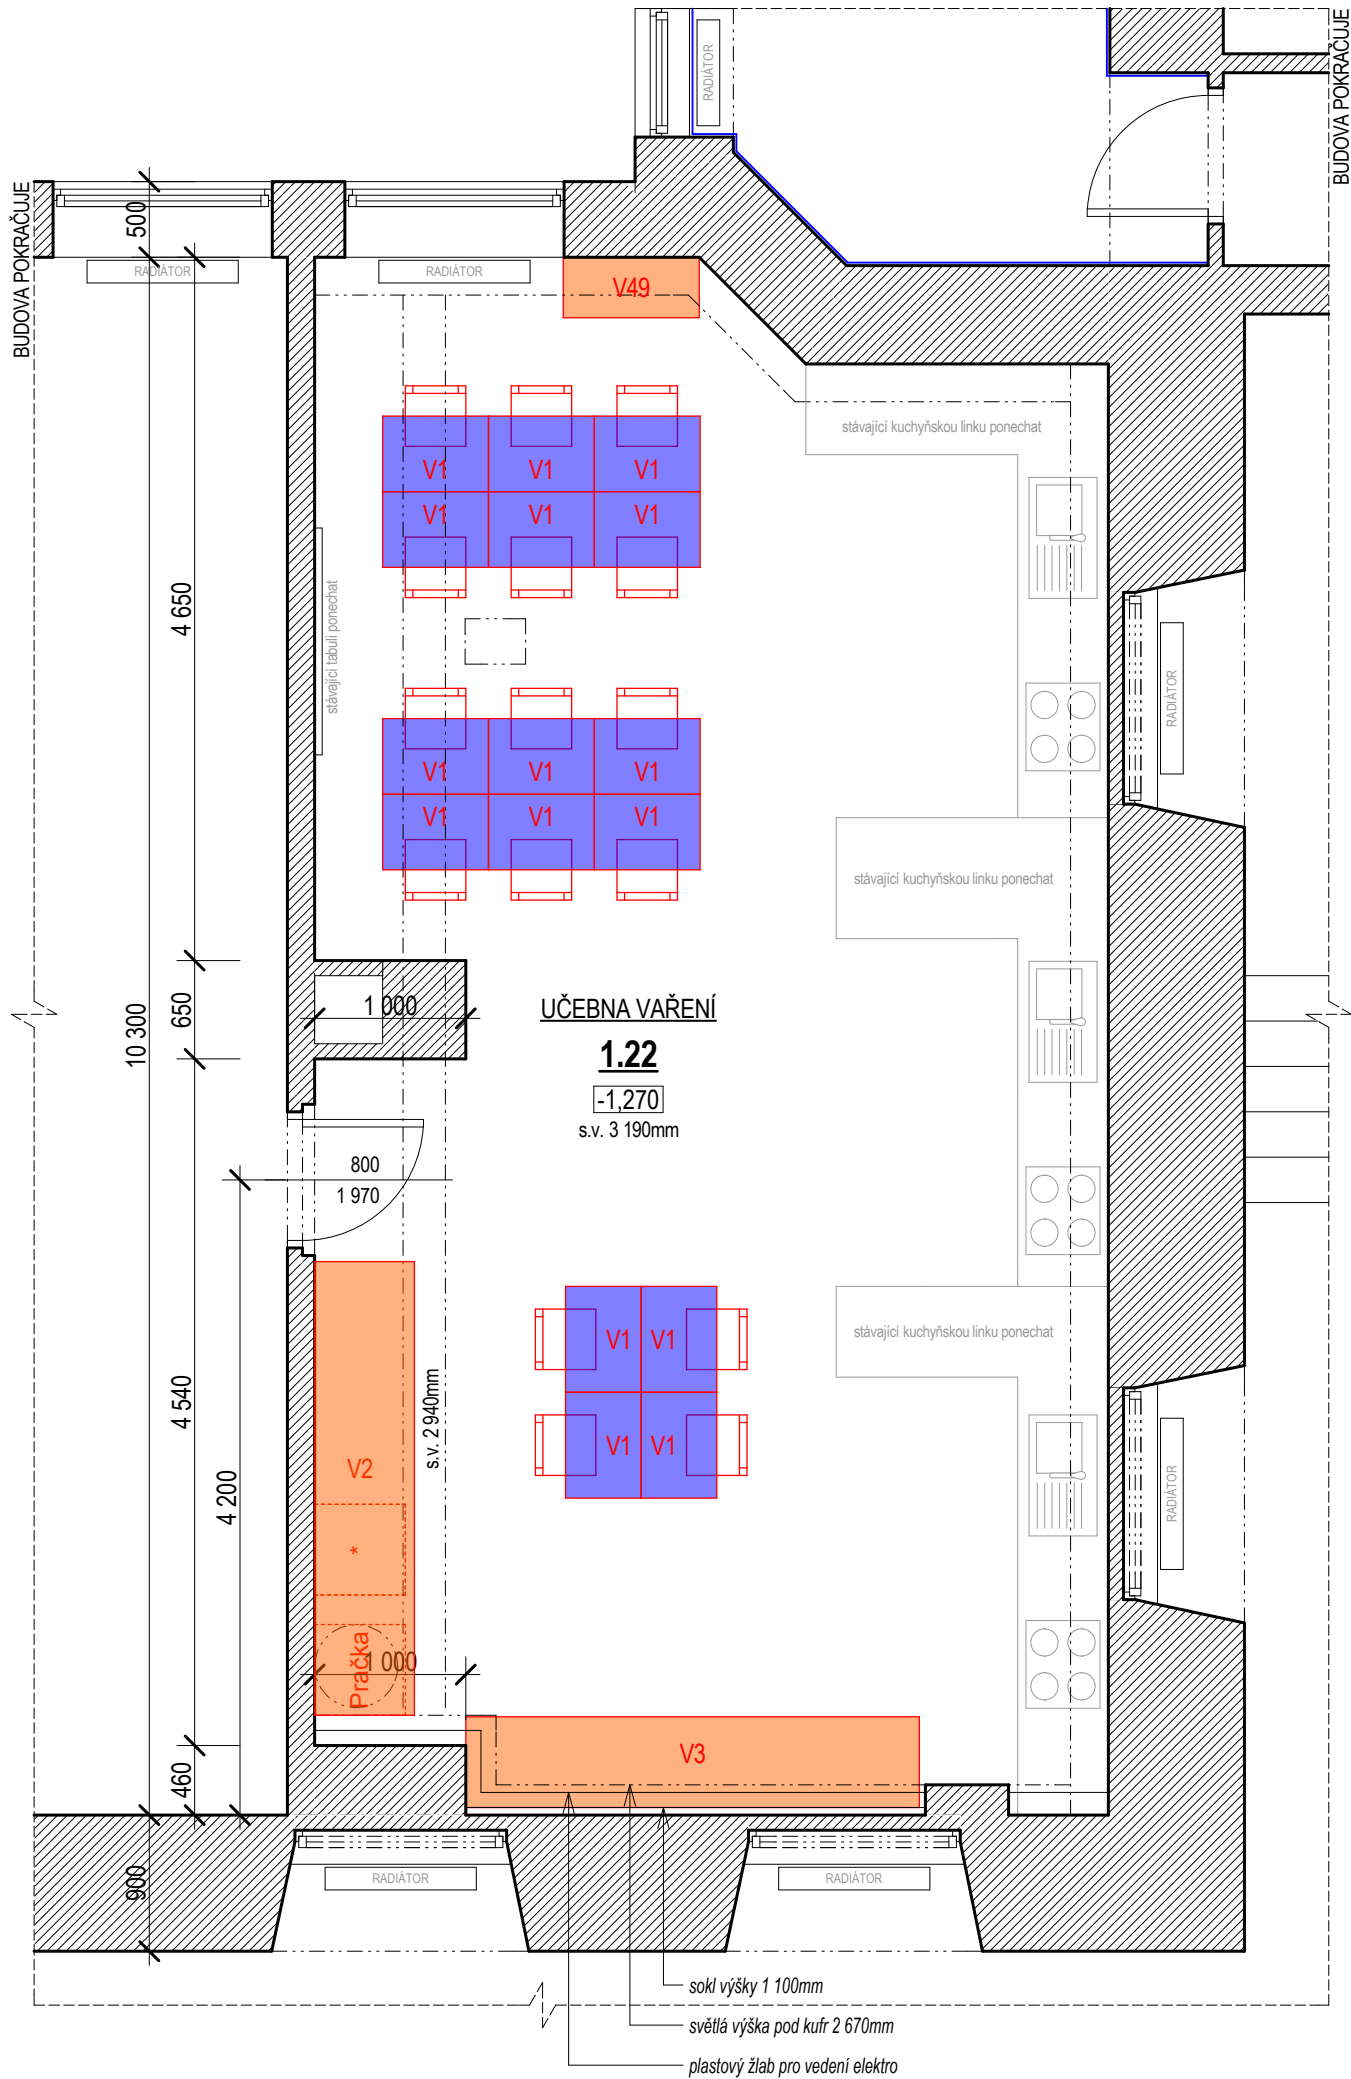 BUDOVA POKRAČUJE
BUDOVA POKRAČUJE
RADIÁTOR
500
RADIÁTOR
RADIÁTOR
V49
stávající kuchyňskou linku ponechat
V1 V1 V1
V1 V1 V1
4 650
stávající tabuli ponechat
RADIÁTOR
V1 V1 V1
V1 V1 V1
stávající kuchyňskou linku ponechat
650
10 300
1 000
UČEBNA VAŘENÍ
1.22
-1,270
s.v. 3 190mm
800
1 970
stávající kuchyňskou linku ponechat
V1 V1
V1 V1
4 540
s.v. 2 940mm
V2
4 200
*
RADIÁTOR
Pračka
1 000
V3
460
900
RADIÁTOR
RADIÁTOR
sokl výšky 1 100mm
světlá výška pod kufr 2 670mm
plastový žlab pro vedení elektro